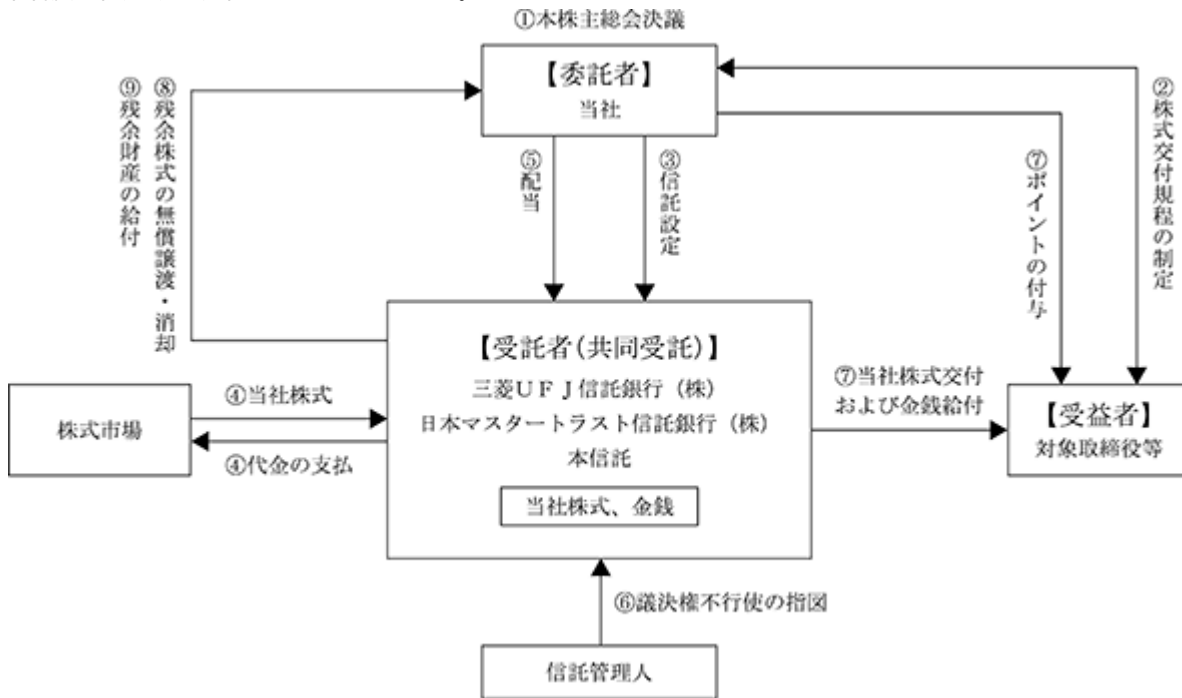 ①本株主総会決議
【委託者】
当社
⑨残余財産の給付
⑧残余株式の無償譲渡・消却
⑤配当
③信託設定
⑦ポイントの付与
②株式交付規程の制定
【受託者(共同受託)】
三菱UFJ信託銀行(株)
日本マスタートラスト信託銀行(株)
本信託
当社株式、金銭
株式市場
④当社株式
④代金の支払
⑦当社株式交付
および金銭給付
【受益者】
対象取締役等
⑥議決権不行使の指図
信託管理人